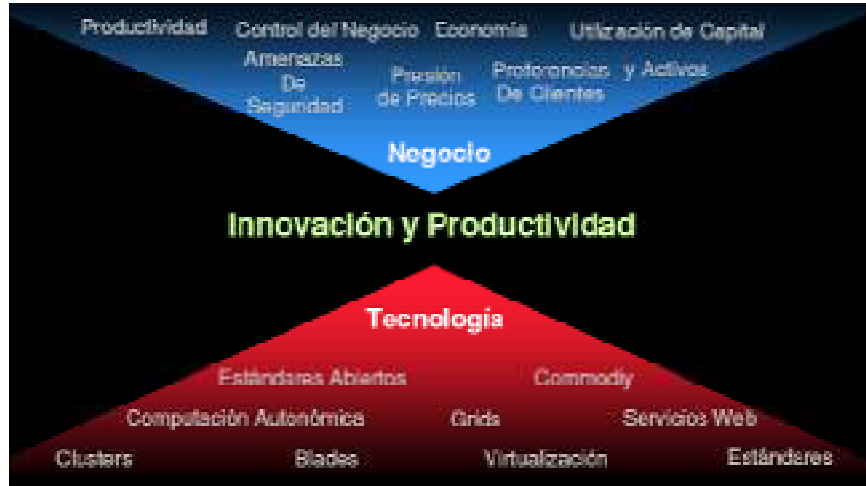 Productividad Control del Negocio Economía Utilización de Capital
Amenazas Presión Preferencias y Activos
De de Precios De Clientes
Seguridad
Negocio
Innovación y Productividad
Tecnología
Estándares Abiertos Commodiy
Computación Autonómica Grids Servicios Web
Clusters Blades Virtualización Estándares